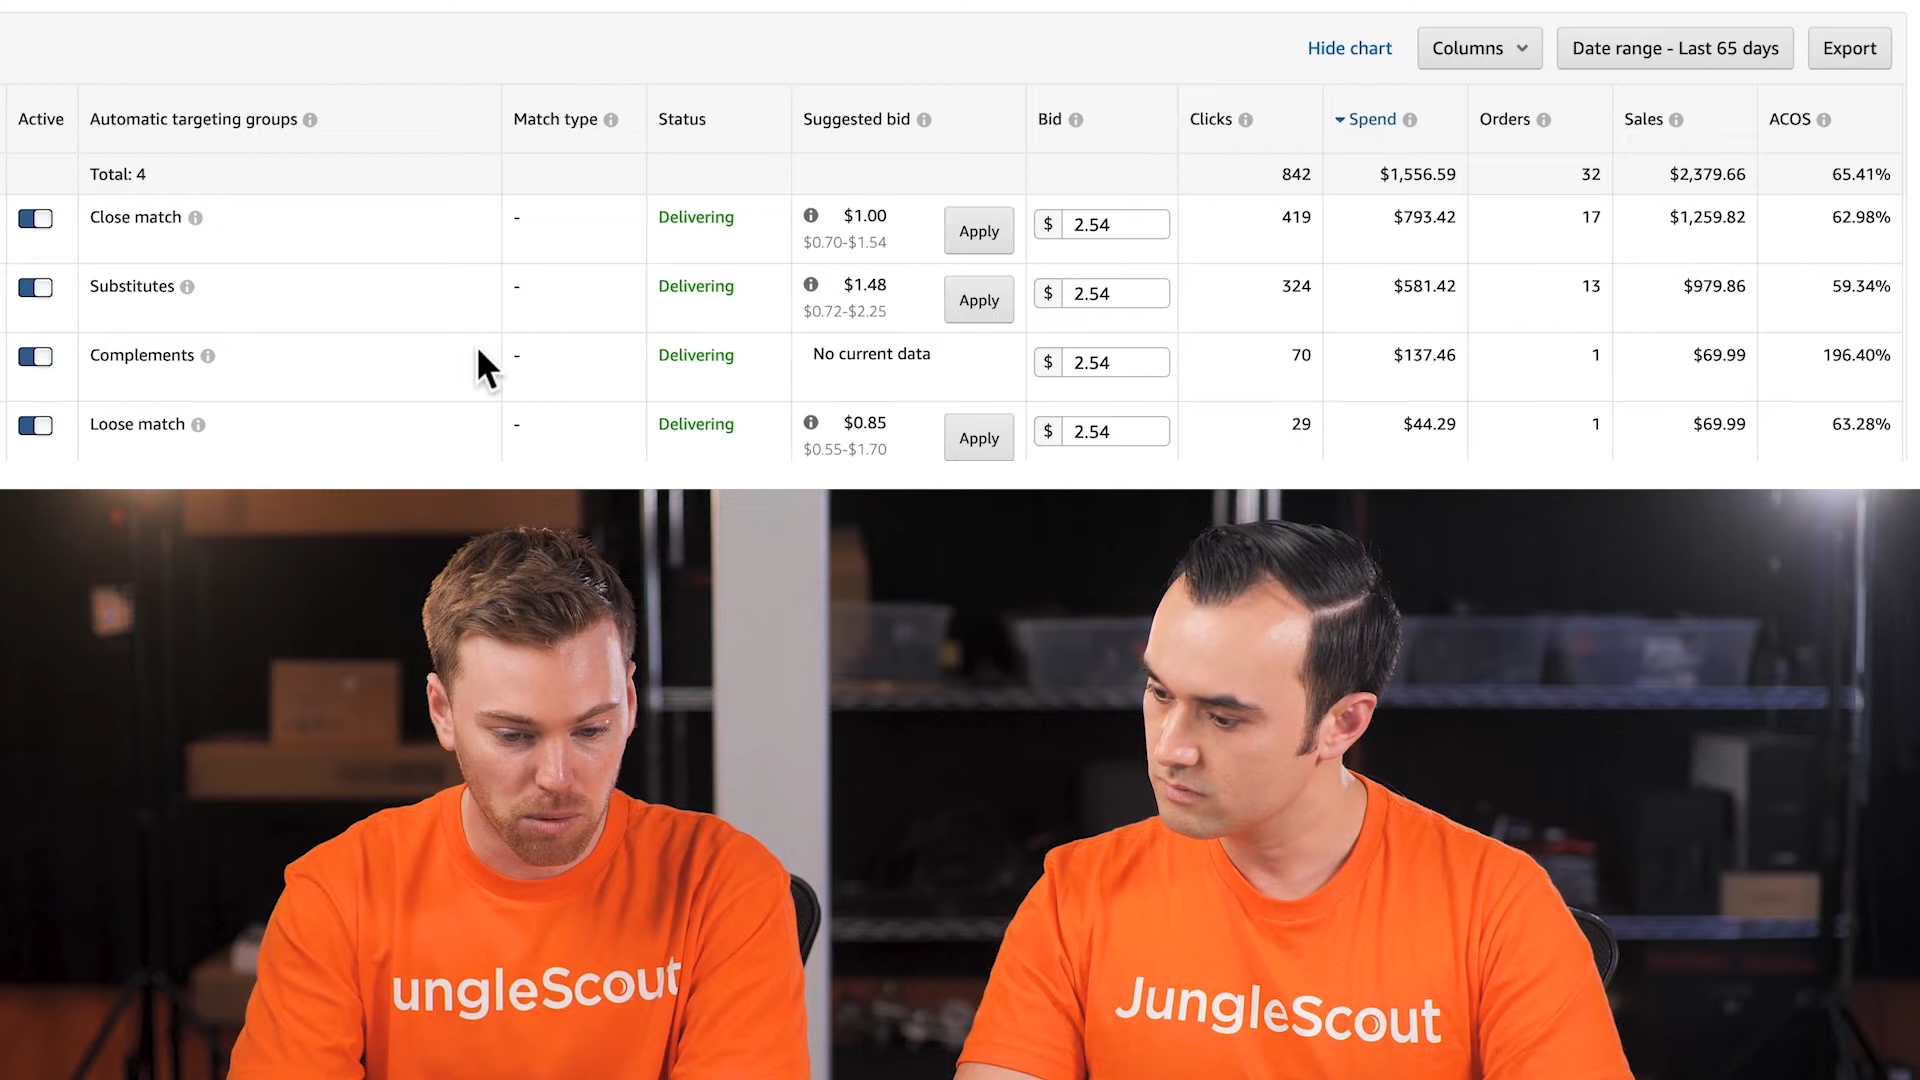 Hide chart Columns Date range - Last 65 days Export
Active Automatic targeting groups Match type Status Suggested bid Bid Clicks Spend Orders Sales ACOS
Total: 4 842 $1,556.59 32 $2,379.66 65.41%
Close match - Delivering $1.00 Apply $ 2.54 419 $793.42 17 $1,259.82 62.98%
$0.70-$1.54
Substitutes - Delivering $1.48 Apply $ 2.54 324 $581.42 13 $979.86 59.34%
$0.72-$2.25
Complements - Delivering No current data $ 2.54 70 $137.46 1 $69.99 196.40%
Loose match - Delivering $0.85 Apply $ 2.54 29 $44.29 1 $69.99 63.28%
$0.55-$1.70
ungleScout
JungleScout